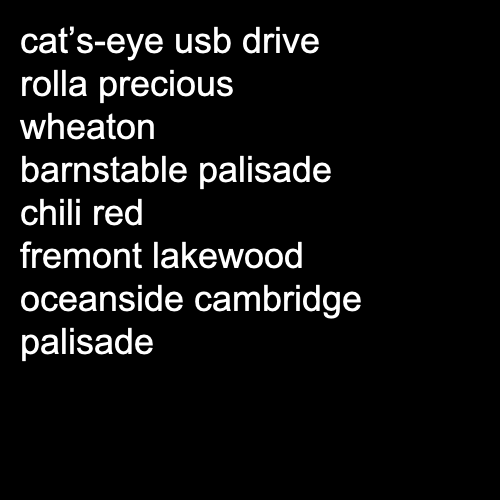 cat’s-eye usb drive
rolla precious
wheaton
barnstable palisade
chili red
fremont lakewood
oceanside cambridge
palisade